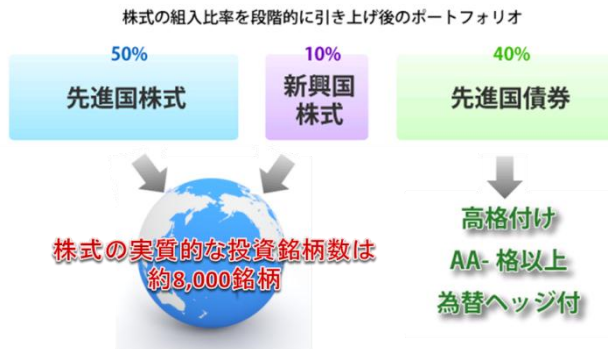 株式の組入比率を段階的に引き上げ後のポートフォリオ
50%
10%
40%
先進国株式
新興国
株式
先進国債券
株式の実質的な投資銘柄数は
約8,000銘柄
高格付け
AA- 格以上
為替ヘッジ付